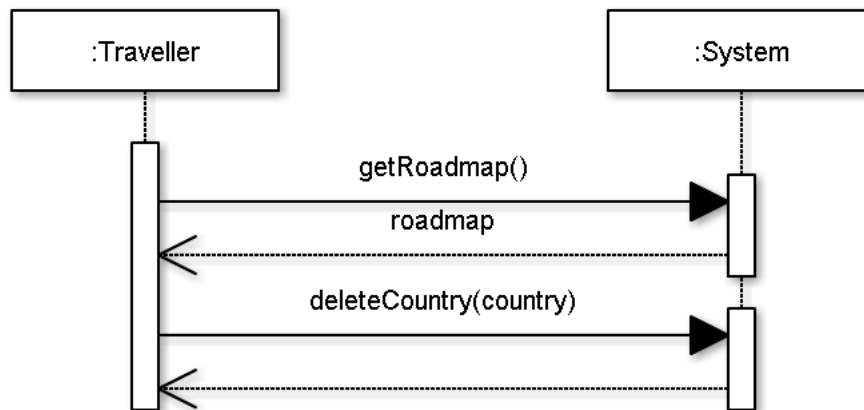 :Traveller
:System
getRoadmap()
roadmap
deleteCountry(country)